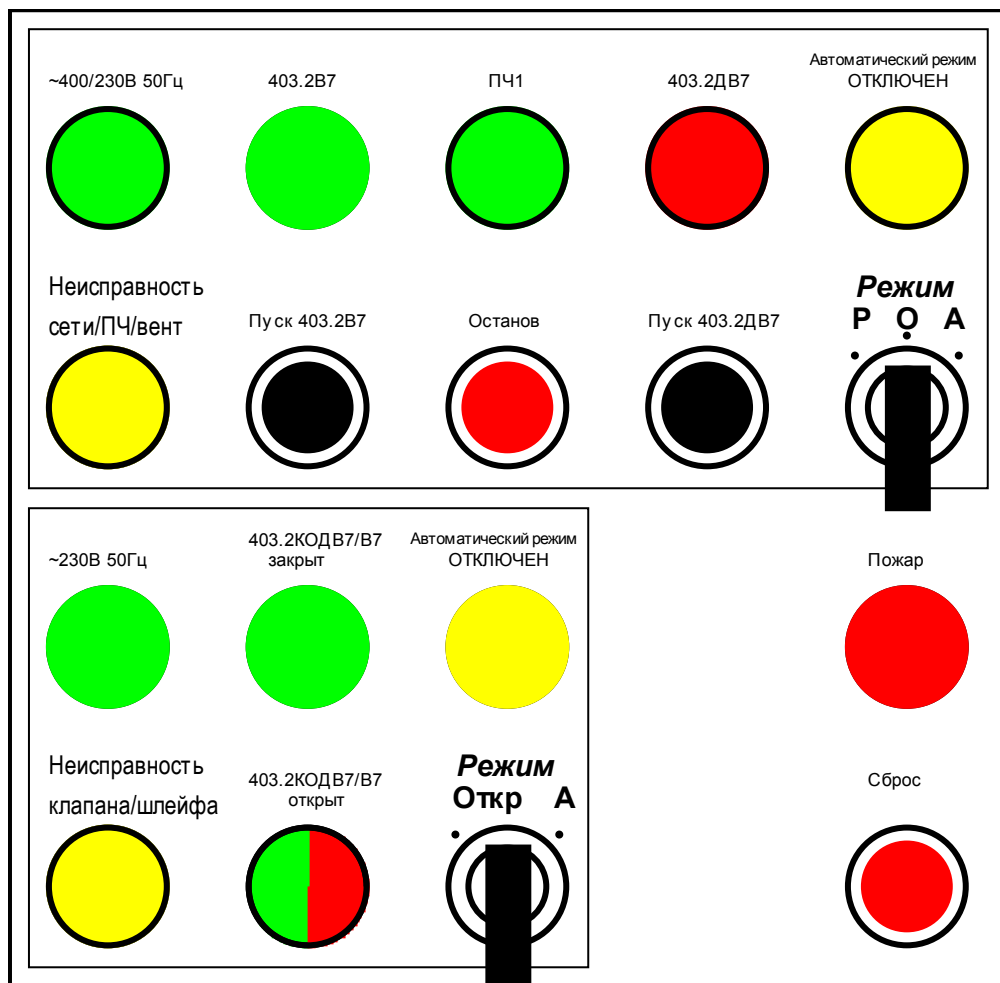 ~400/230В 50Гц
403.2В7
ПЧ1
403.2ДВ7
Автоматический режим
ОТКЛЮЧЕН
Неисправность
сети/ПЧ/вент
Пуск 403.2В7
Останов
Пуск 403.2ДВ7
Режим
Р О А
~230В 50Гц
403.2КОДВ7/В7
закрыт
Автоматический режим
ОТКЛЮЧЕН
Пожар
Неисправность
клапана/шлейфа
403.2КОДВ7/В7
открыт
Режим
Откр А
Сброс